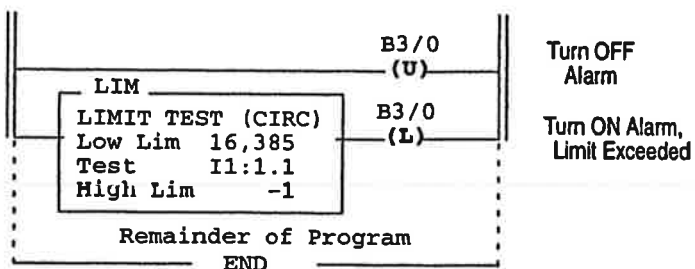 B3/0
(U)
Turn OFF
Alarm
LIM
LIMIT TEST (CIRC)
Low Lim 16,385
Test I1:1.1
High Lim -1
B3/0
(L)
Turn ON Alarm,
Limit Exceeded
Remainder of Program
END